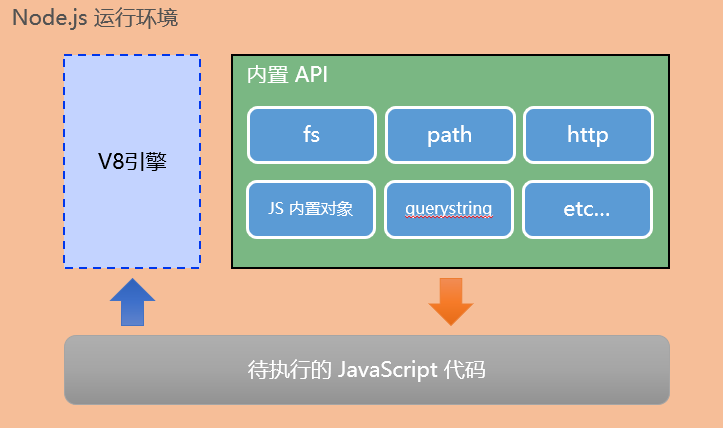 Node.js 运行环境
V8引擎
内置 API
fs
path
http
JS 内置对象
querystring
etc...
待执行的 JavaScript 代码